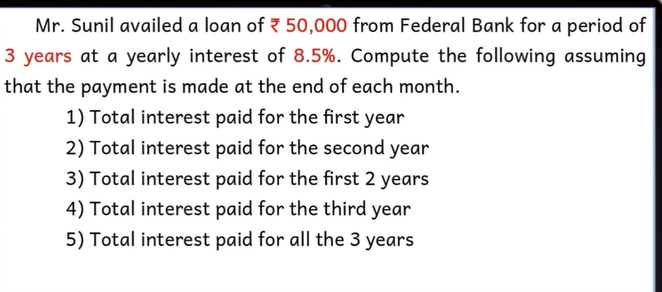 Mr. Sunil availed a loan of ₹ 50,000 from Federal Bank for a period of
3 years at a yearly interest of 8.5%. Compute the following assuming
that the payment is made at the end of each month.
1) Total interest paid for the first year
2) Total interest paid for the second year
3) Total interest paid for the first 2 years
4) Total interest paid for the third year
5) Total interest paid for all the 3 years